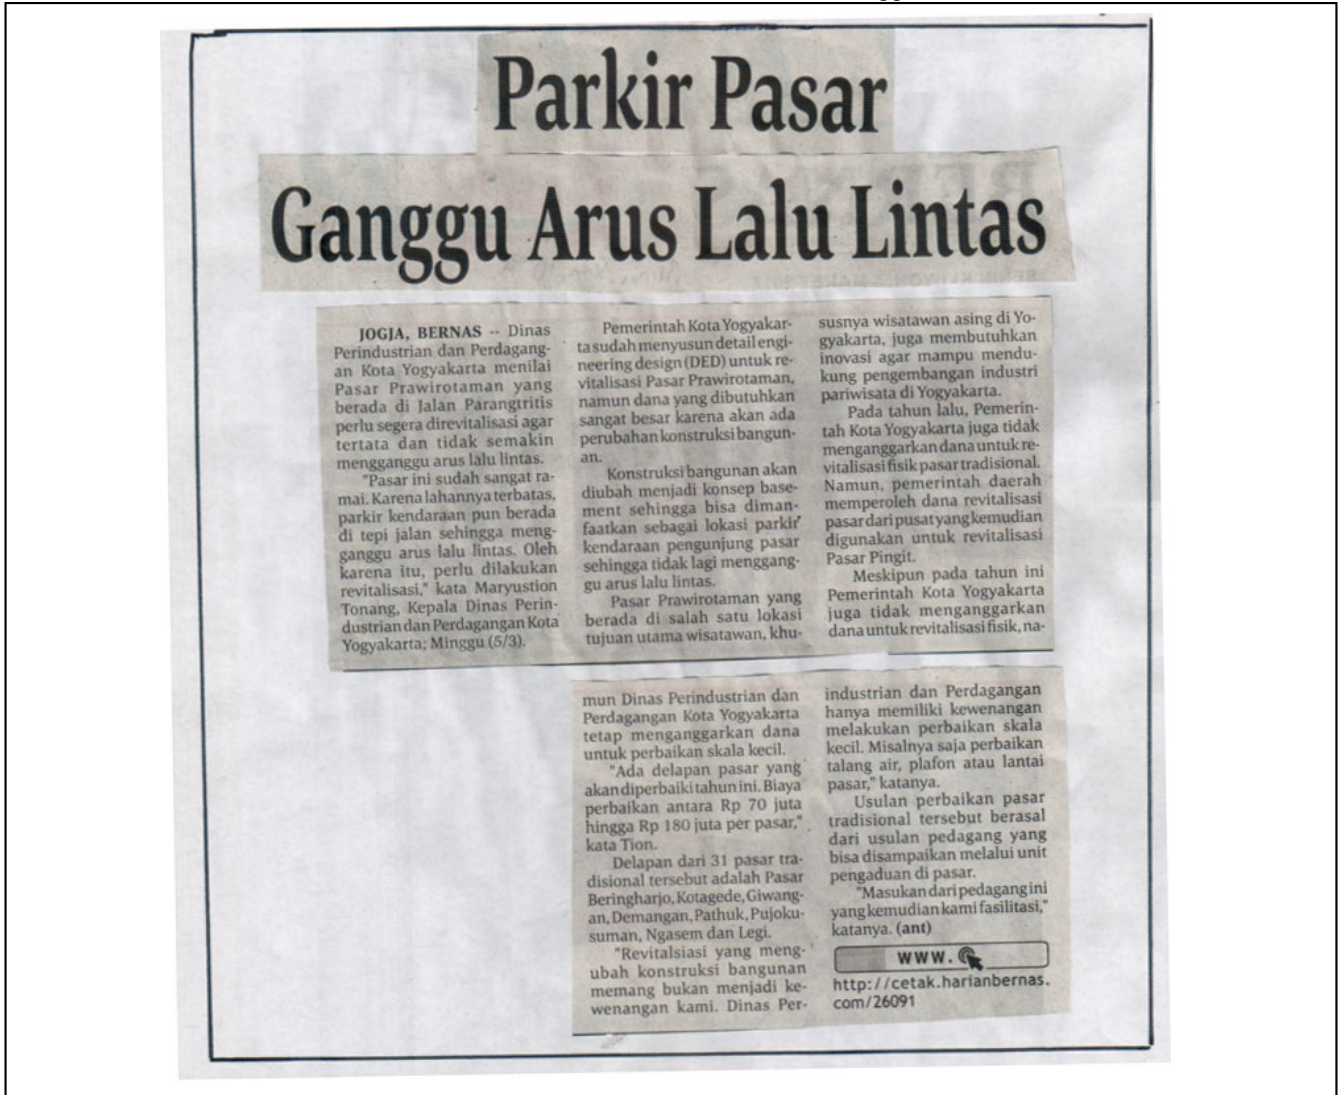 Parkir Pasar
Ganggu Arus Lalu Lintas
JOGJA, BERNAS -- Dinas
Perindustrian dan Perdagang-
an Kota Yogyakarta menilai
Pasar Prawirotaman yang
berada di Jalan Parangtritis
perlu segera direvitalisasi agar
tertata dan tidak semakin
mengganggu arus lalu lintas.
"Pasar ini sudah sangat ra-
mai. Karena lahannya terbatas,
parkir kendaraan pun berada
di tepi jalan sehingga meng-
ganggu arus lalu lintas. Oleh
karena itu, perlu dilakukan
revitalisasi," kata Maryustion
Tonang, Kepala Dinas Perin-
dustrian dan Perdagangan Kota
Yogyakarta; Minggu (5/3).
Pemerintah Kota Yogyakar-
ta sudah menyusun detail engi-
neering design (DED) untuk re-
vitalisasi Pasar Prawirotaman,
namun dana yang dibutuhkan
sangat besar karena akan ada
perubahan konstruksi bangun-
an.
Konstruksi bangunan akan
diubah menjadi konsep base-
ment sehingga bisa diman-
faatkan sebagai lokasi parkir
kendaraan pengunjung pasar
sehingga tidak lagi menggang-
gu arus lalu lintas.
Pasar Prawirotaman yang
berada di salah satu lokasi
tujuan utama wisatawan, khu-
susnya wisatawan asing di Yo-
gyakarta, juga membutuhkan
inovasi agar mampu mendu-
kung pengembangan industri
pariwisata di Yogyakarta.
Pada tahun lalu, Pemerin-
tah Kota Yogyakarta juga tidak
menganggarkan dana untuk re-
vitalisasi fisik pasar tradisional.
Namun, pemerintah daerah
memperoleh dana revitalisasi
pasar dari pusat yang kemudian
digunakan untuk revitalisasi
Pasar Pingit.
Meskipun pada tahun ini
Pemerintah Kota Yogyakarta
juga tidak menganggarkan
dana untuk revitalisasi fisik, na-
mun Dinas Perindustrian dan
Perdagangan Kota Yogyakarta
tetap menganggarkan dana
untuk perbaikan skala kecil.
"Ada delapan pasar yang
akan diperbaiki tahun ini. Biaya
perbaikan antara Rp 70 juta
hingga Rp 180 juta per pasar,"
kata Tion.
Delapan dari 31 pasar tra-
disional tersebut adalah Pasar
Beringharjo, Kotagede, Giwang-
an, Demangan, Pathuk, Pujoku-
suman, Ngasem dan Legi.
"Revitalsiasi yang meng-
ubah konstruksi bangunan
memang bukan menjadi ke-
wenangan kami. Dinas Per-
industrian dan Perdagangan
hanya memiliki kewenangan
melakukan perbaikan skala
kecil. Misalnya saja perbaikan
talang air, plafon atau lantai
pasar," katanya.
Usulan perbaikan pasar
tradisional tersebut berasal
dari usulan pedagang yang
bisa disampaikan melalui unit
pengaduan di pasar.
"Masukan dari pedagang ini
yang kemudian kami fasilitasi,"
katanya. (ant)
www.
http://cetak.harianbernas.
com/26091